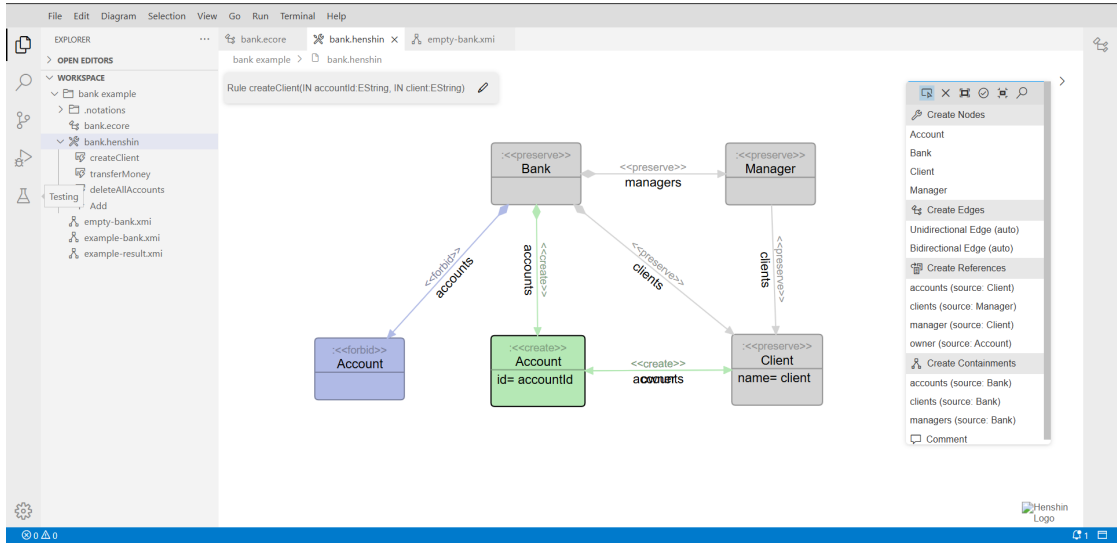 File Edit Diagram Selection View Go Run Terminal Help
EXPLORER ···
OPEN EDITORS
WORKSPACE
bank example
.notations
bank.ecore
bank.henshin
createClient
transferMoney
deleteAllAccounts
Add
empty-bank.xmi
example-bank.xmi
example-result.xmi
Testing
bank.ecore bank.henshin × empty-bank.xmi
bank example > bank.henshin
Rule createClient(IN accountId:EString, IN client:EString)
:<<preserve>>
Bank
<<preserve>>
managers
:<<preserve>>
Manager
<<forbid>>
accounts
<<create>>
accounts
<<preserve>>
clients
<<preserve>>
clients
:<<forbid>>
Account
:<<create>>
Account
id= accountId
<<create>>
accounts
owner
:<<preserve>>
Client
name= client
Create Nodes
Account
Bank
Client
Manager
Create Edges
Unidirectional Edge (auto)
Bidirectional Edge (auto)
Create References
accounts (source: Client)
clients (source: Manager)
manager (source: Client)
owner (source: Account)
Create Containments
accounts (source: Bank)
clients (source: Bank)
managers (source: Bank)
Comment
Henshin
Logo
0 0
1